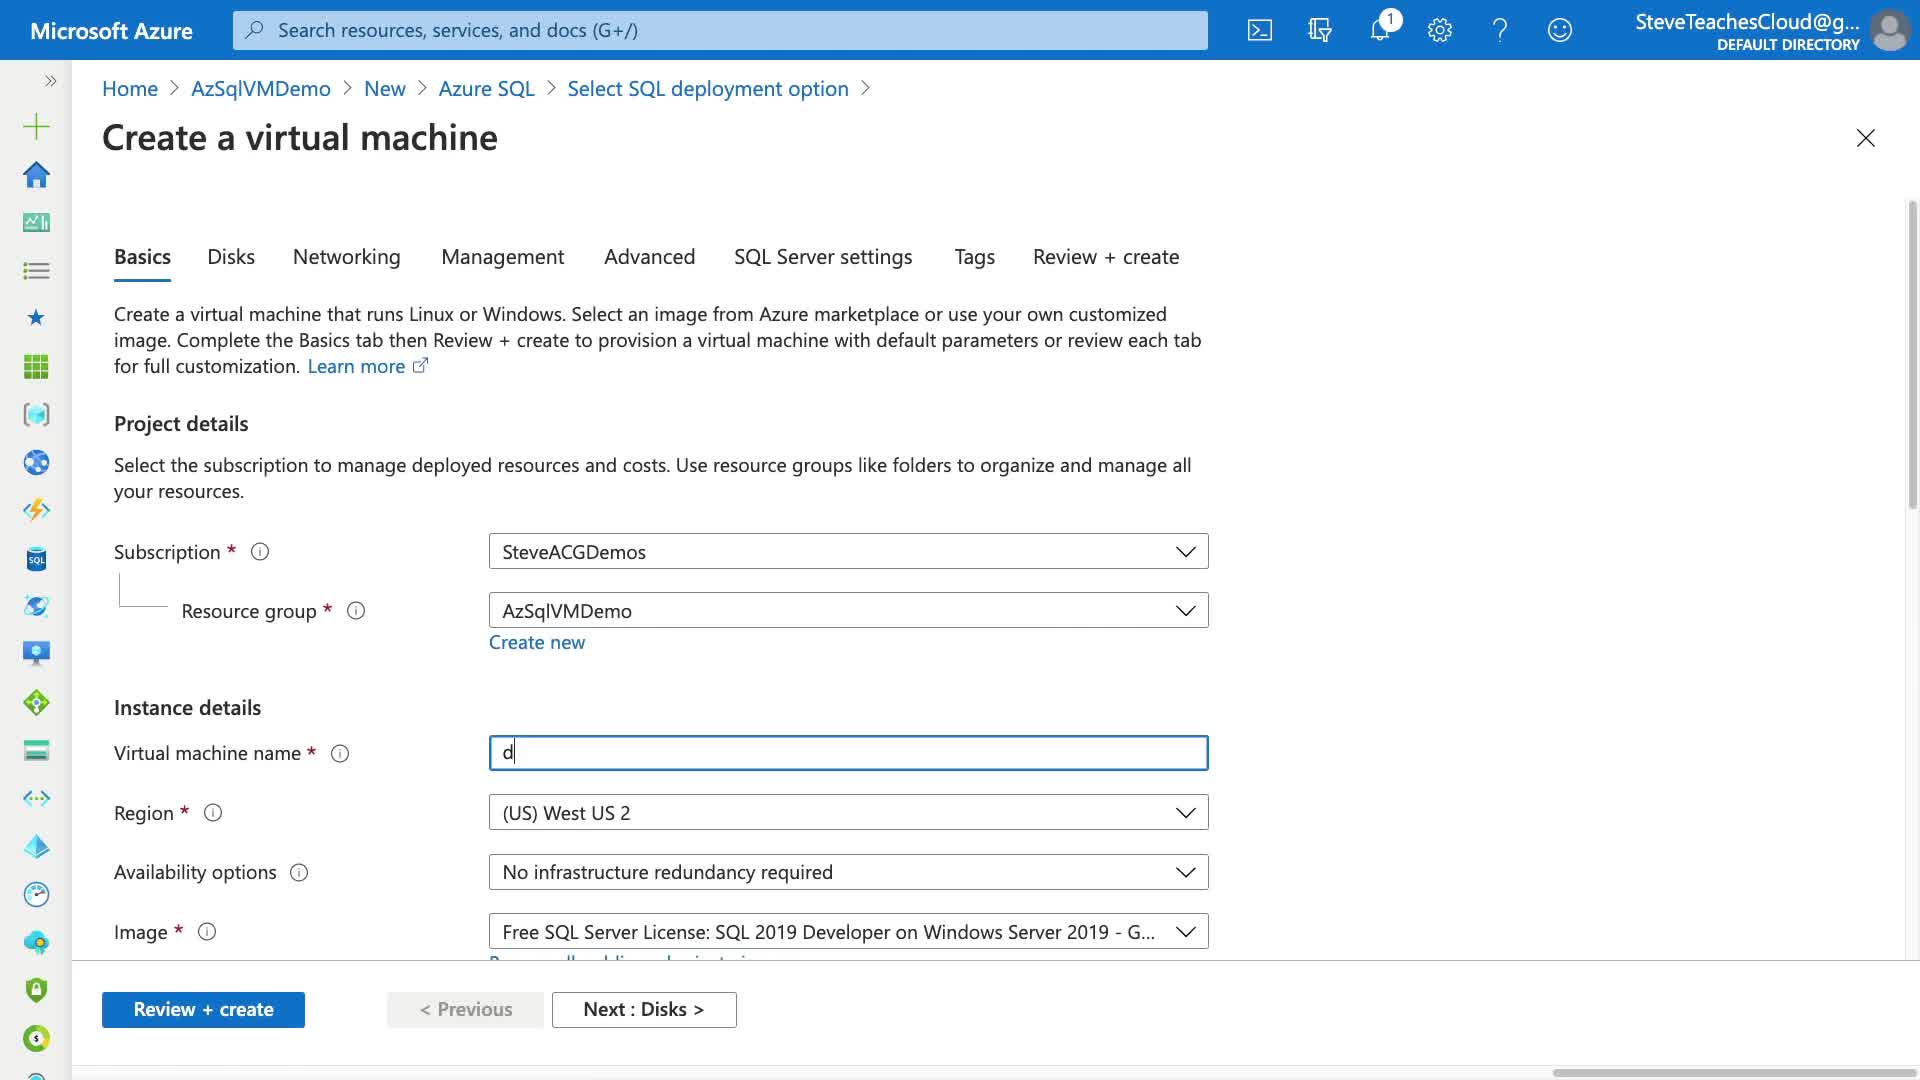 Microsoft Azure
Search resources, services, and docs (G+/)
1
SteveTeachesCloud@g...
DEFAULT DIRECTORY
Home > AzSqlVMDemo > New > Azure SQL > Select SQL deployment option >
Create a virtual machine
Basics Disks Networking Management Advanced SQL Server settings Tags Review + create
Create a virtual machine that runs Linux or Windows. Select an image from Azure marketplace or use your own customized
image. Complete the Basics tab then Review + create to provision a virtual machine with default parameters or review each tab
for full customization. Learn more
Project details
Select the subscription to manage deployed resources and costs. Use resource groups like folders to organize and manage all
your resources.
Subscription * SteveACGDemos
Resource group * AzSqlVMDemo
Create new
Instance details
Virtual machine name * d
Region * (US) West US 2
Availability options No infrastructure redundancy required
Image * Free SQL Server License: SQL 2019 Developer on Windows Server 2019 - G...
Review + create < Previous Next : Disks >
SQL